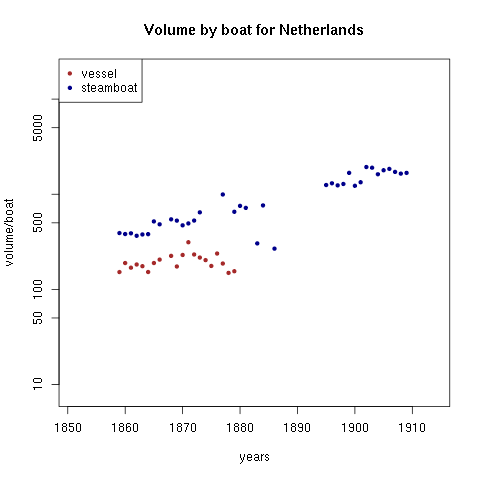 Volume by boat for Netherlands
vessel
steamboat
volume/boat
5000
500
100
50
10
1850 1860 1870 1880 1890 1900 1910
years